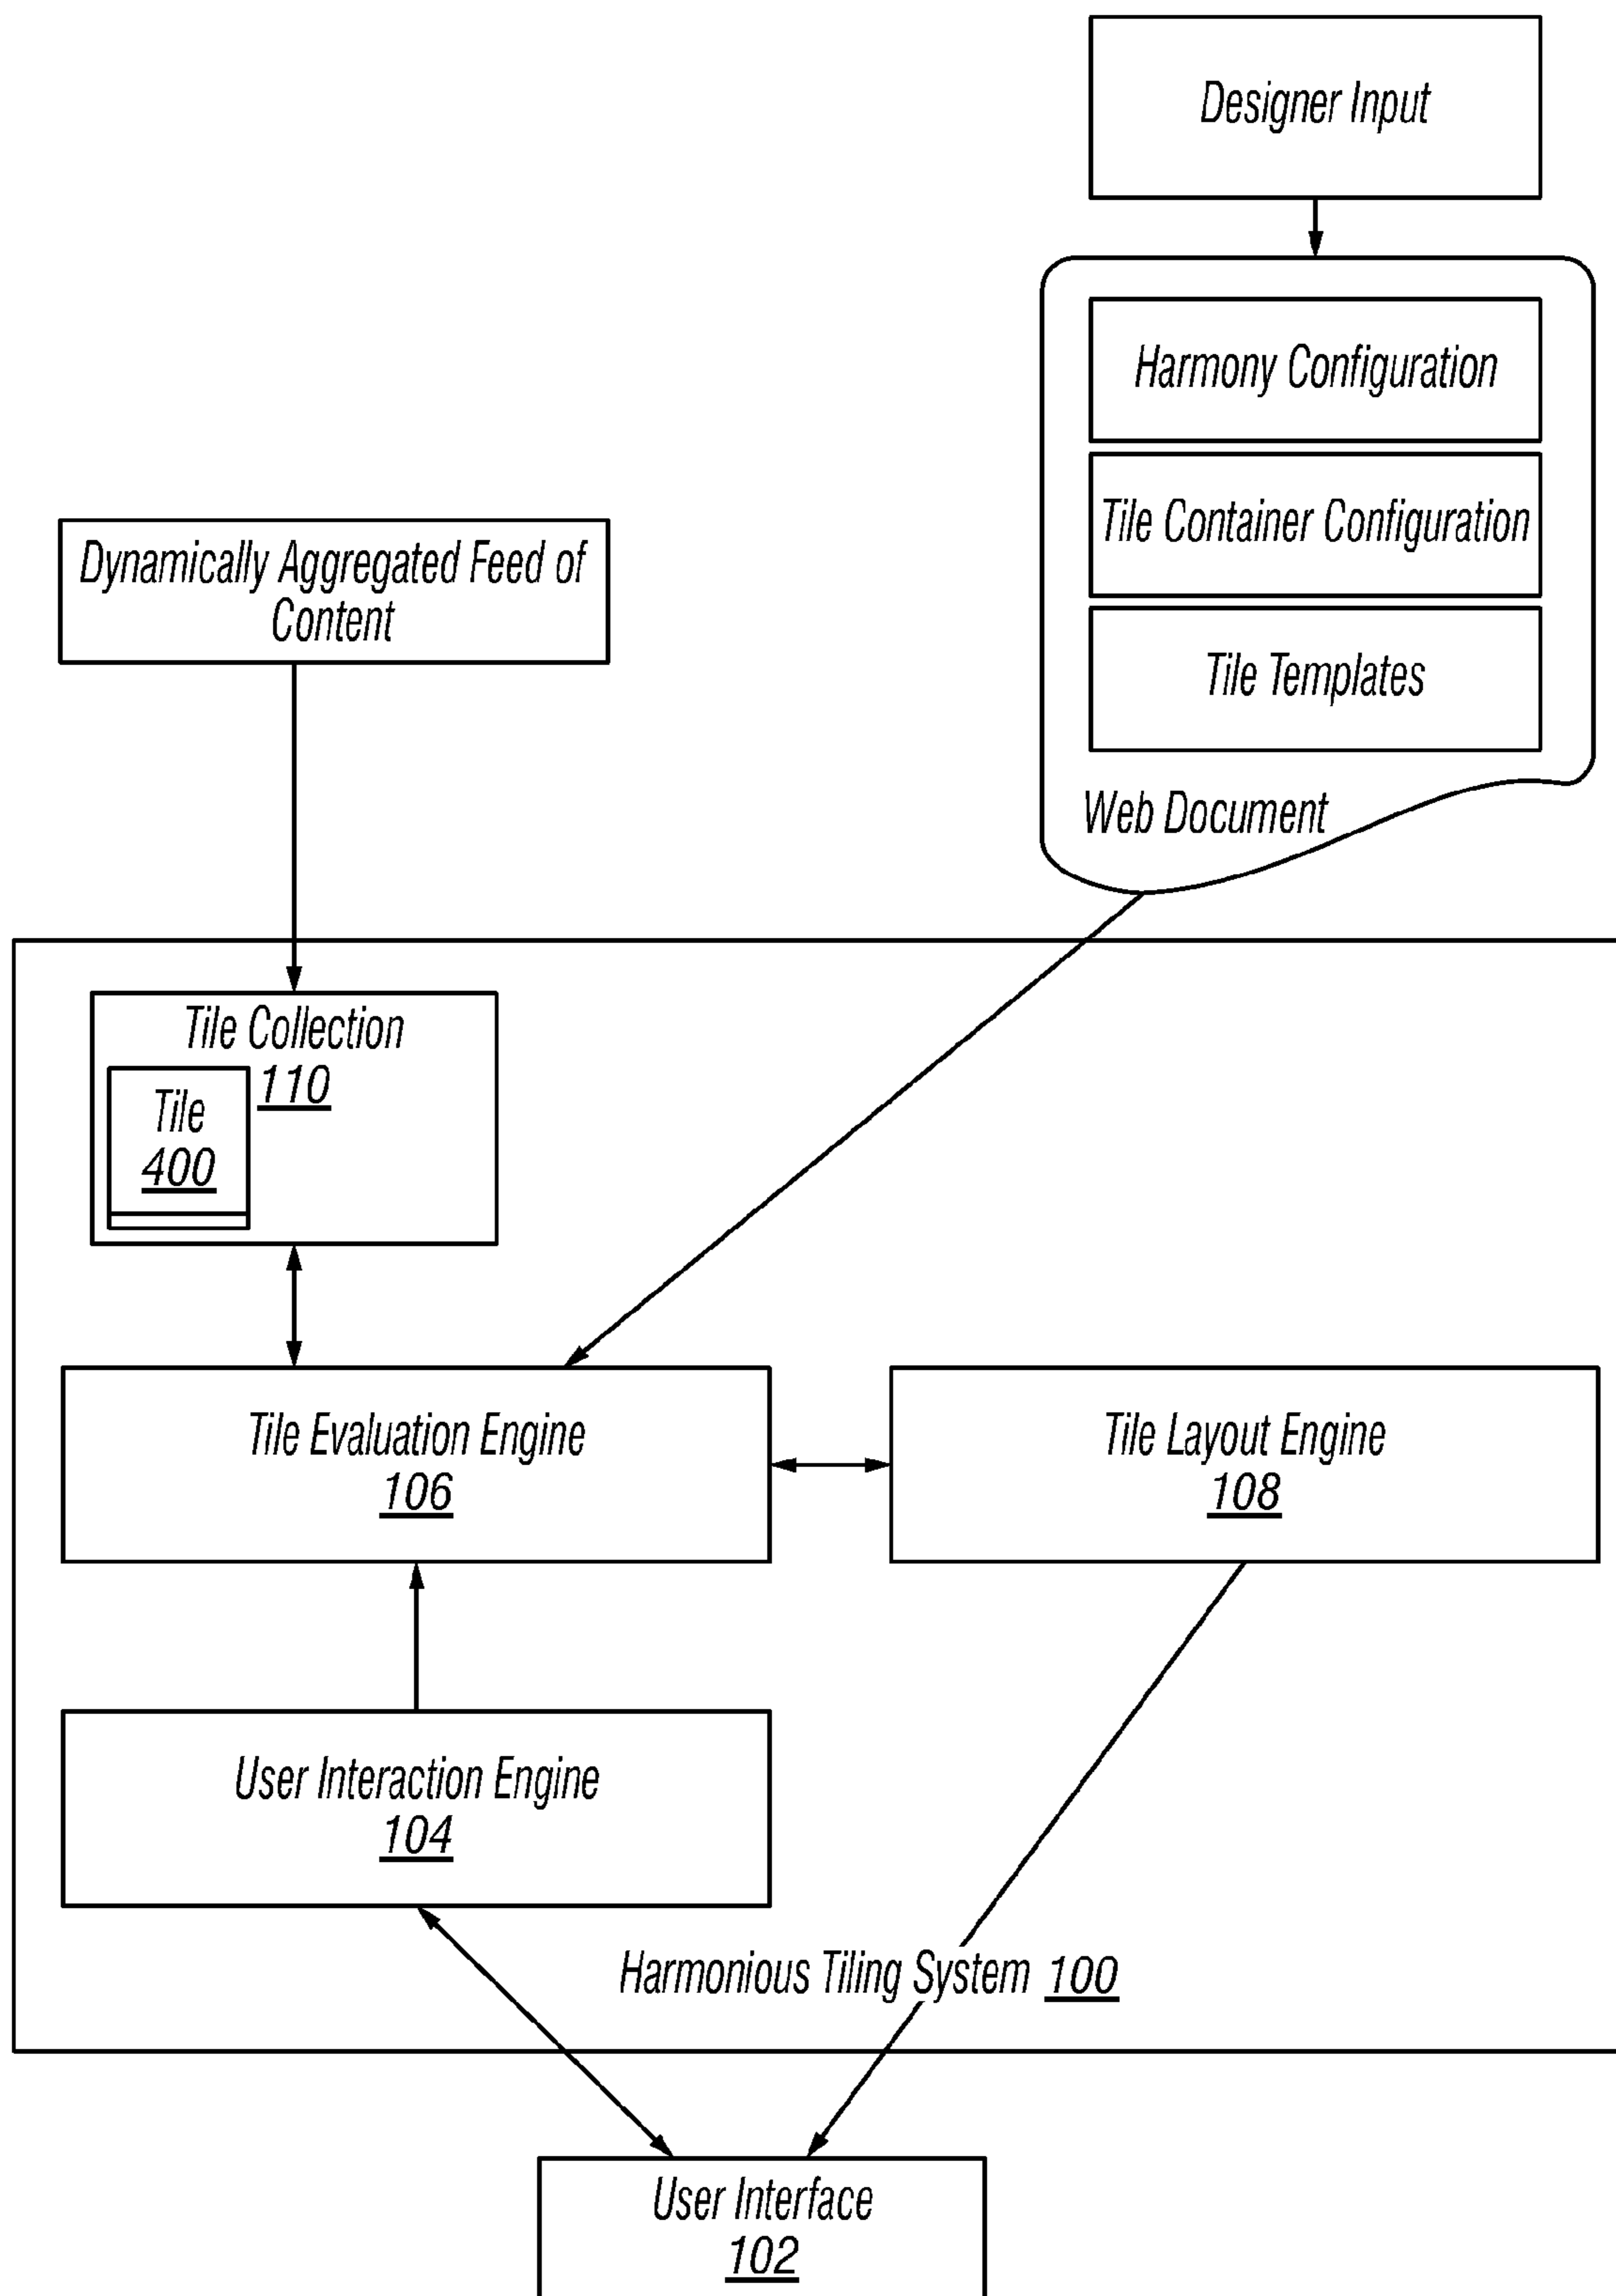 Designer Input
Harmony Configuration
Tile Container Configuration
Tile Templates
Web Document
Dynamically Aggregated Feed of
Content
Tile Collection
110
Tile
400
Tile Evaluation Engine
106
Tile Layout Engine
108
User Interaction Engine
104
Harmonious Tiling System 100
User Interface
102